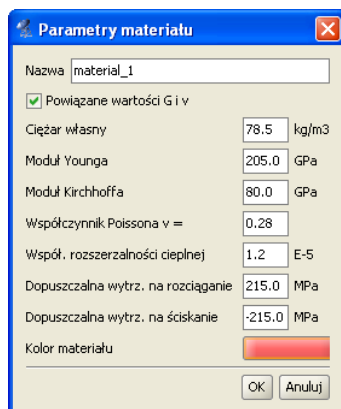 Parametry materiału
Nazwa material_1
Powiązane wartości G i v
Ciężar własny 78.5 kg/m3
Moduł Younga 205.0 GPa
Moduł Kirchhoffa 80.0 GPa
Współczynnik Poissona v = 0.28
Współ. rozszerzalności cieplnej 1.2 E-5
Dopuszczalna wytrz. na rozciąganie 215.0 MPa
Dopuszczalna wytrz. na ściskanie -215.0 MPa
Kolor materiału
OK Anuluj